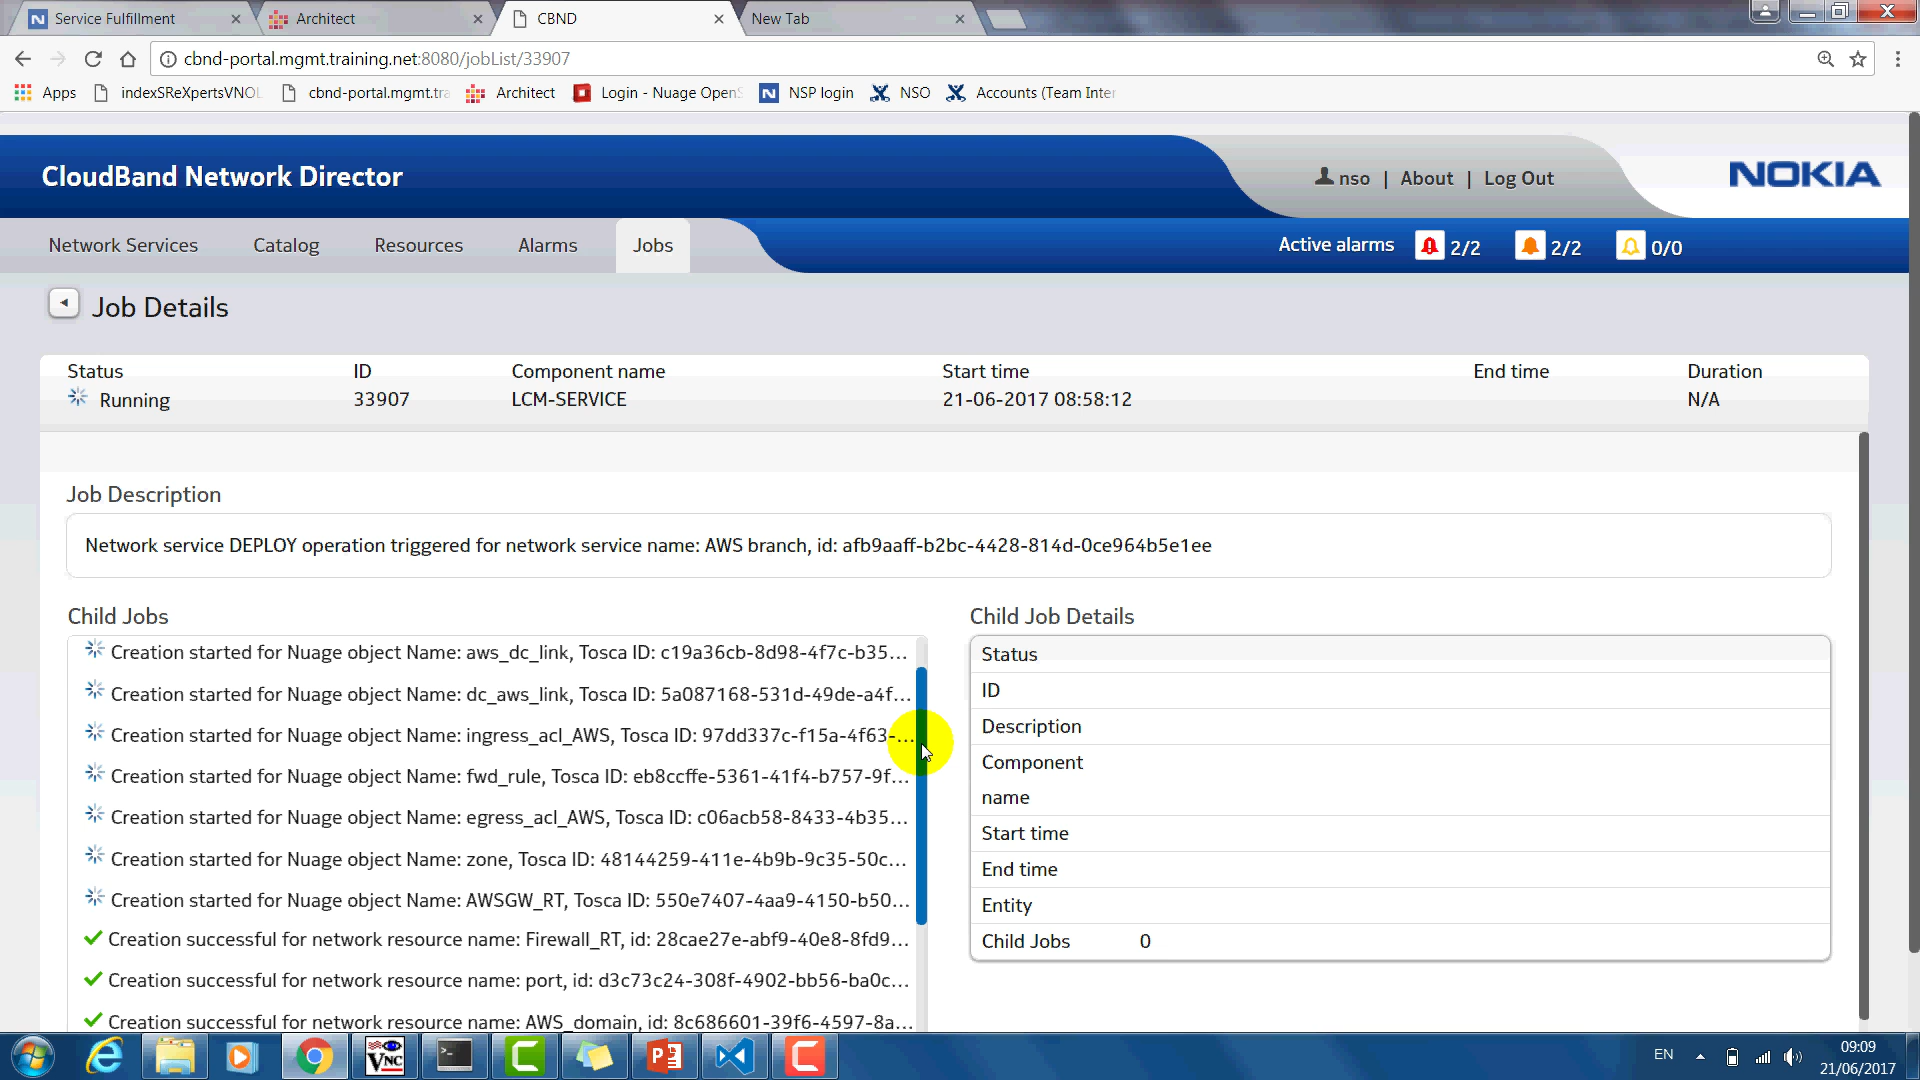 Service Fulfillment
Architect
CBND
New Tab
cbnd-portal.mgmt.training.net:8080/jobList/33907
Apps
indexSReXpertsVNO
cbnd-portal.mgmt.tra
Architect
Login - Nuage OpenS
NSP login
NSO
Accounts (Team Inter
CloudBand Network Director
nso | About | Log Out
NOKIA
Network Services
Catalog
Resources
Alarms
Jobs
Active alarms
2/2
2/2
0/0
Job Details
Status
ID
Component name
Start time
End time
Duration
Running
33907
LCM-SERVICE
21-06-2017 08:58:12
N/A
Job Description
Network service DEPLOY operation triggered for network service name: AWS branch, id: afb9aaff-b2bc-4428-814d-0ce964b5e1ee
Child Jobs
Creation started for Nuage object Name: aws_dc_link, Tosca ID: c19a36cb-8d98-4f7c-b35...
Creation started for Nuage object Name: dc_aws_link, Tosca ID: 5a087168-531d-49de-a4f...
Creation started for Nuage object Name: ingress_acl_AWS, Tosca ID: 97dd337c-f15a-4f63-...
Creation started for Nuage object Name: fwd_rule, Tosca ID: eb8ccffe-5361-41f4-b757-9f...
Creation started for Nuage object Name: egress_acl_AWS, Tosca ID: c06acb58-8433-4b35...
Creation started for Nuage object Name: zone, Tosca ID: 48144259-411e-4b9b-9c35-50c...
Creation started for Nuage object Name: AWSGW_RT, Tosca ID: 550e7407-4aa9-4150-b50...
Creation successful for network resource name: Firewall_RT, id: 28cae27e-abf9-40e8-8fd9...
Creation successful for network resource name: port, id: d3c73c24-308f-4902-bb56-ba0c...
Creation successful for network resource name: AWS_domain, id: 8c686601-39f6-4597-8a...
Child Job Details
Status
ID
Description
Component
name
Start time
End time
Entity
Child Jobs 0
VNC
EN
09:09
21/06/2017